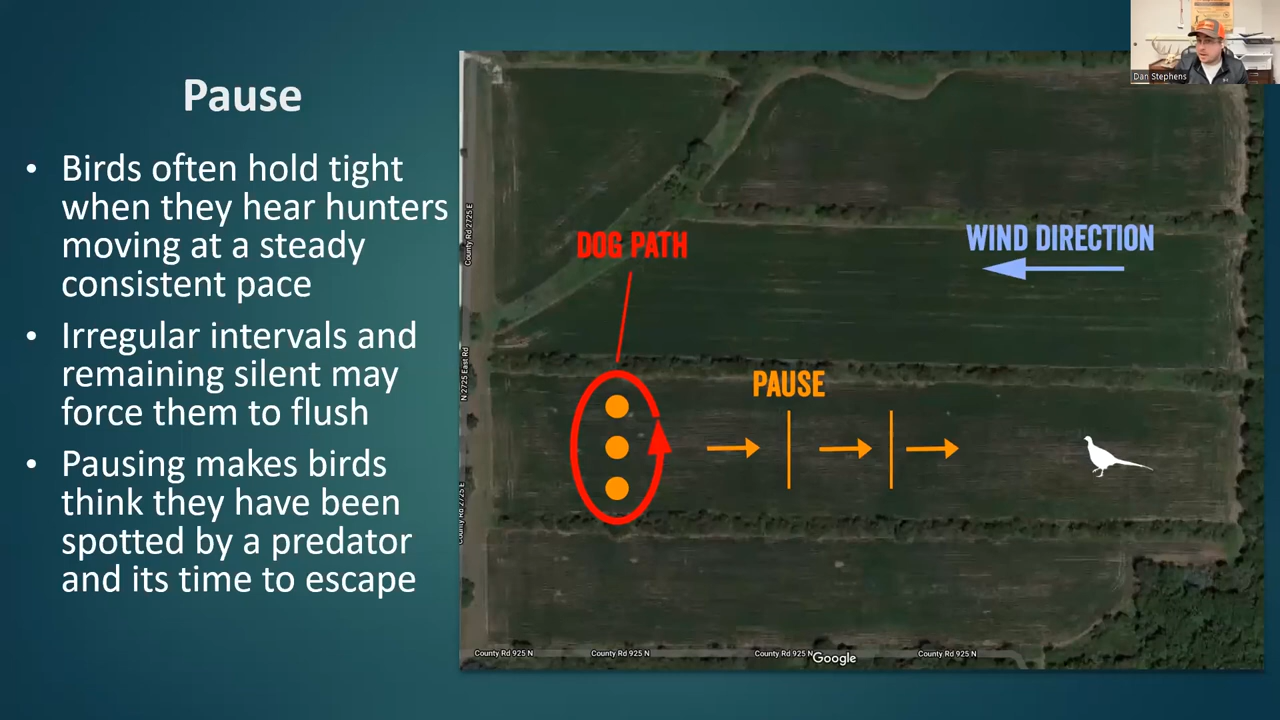 Pause
• Birds often hold tight
when they hear hunters
moving at a steady
consistent pace
• Irregular intervals and
remaining silent may
force them to flush
• Pausing makes birds
think they have been
spotted by a predator
and its time to escape
Dan Stephens
County Rd 2725 E
DOG PATH
WIND DIRECTION
N 2725 East Rd
PAUSE
County Rd 2725 E
County Rd 925 N
County Rd 925 N
County Rd 925 N
Google
County Rd 925 N